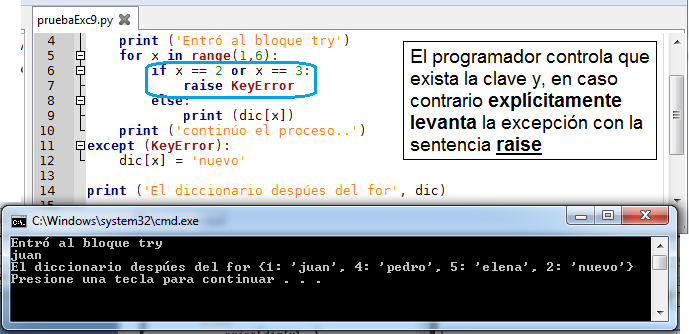 pruebaExc9.py
4 print ('Entró al bloque try')
5 for x in range(1,6):
6 if x == 2 or x == 3:
7 raise KeyError
8 else:
9 print (dic[x])
10 print ('continúo el proceso..')
11 except (KeyError):
12 dic[x] = 'nuevo'
13
14 print ('El diccionario despúes del for', dic)
El programador controla que
exista la clave y, en caso
contrario explícitamente
levanta la excepción con la
sentencia raise
C:\Windows\system32\cmd.exe
Entró al bloque try
juan
El diccionario despúes del for {1: 'juan', 4: 'pedro', 5: 'elena', 2: 'nuevo'}
Presione una tecla para continuar . . .